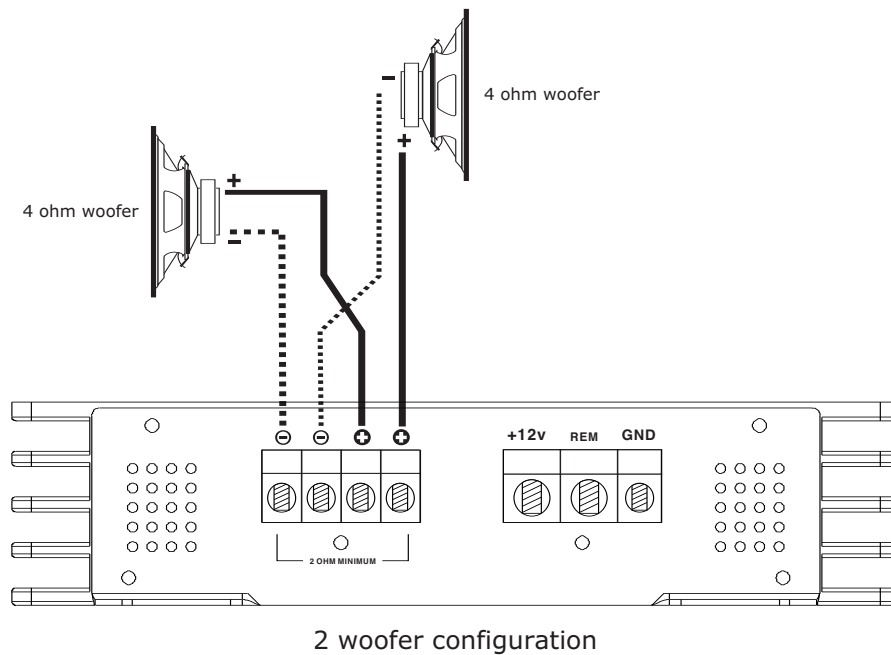 4 ohm woofer
4 ohm woofer
- +
+ -
- - + +
+12v REM GND
2 OHM MINIMUM
2 woofer configuration